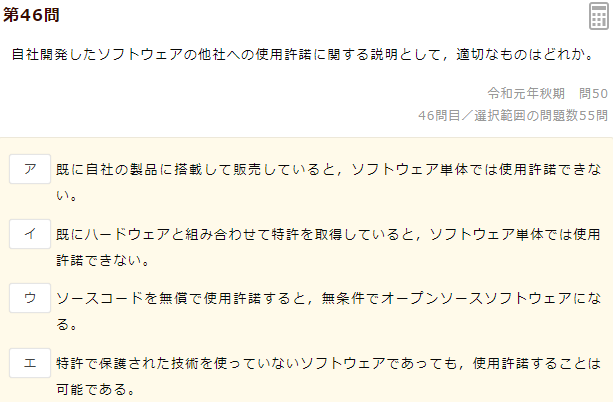 第46問
自社開発したソフトウェアの他社への使用許諾に関する説明として，適切なものはどれか。
令和元年秋期　問50
46問目／選択範囲の問題数55問
ア 既に自社の製品に搭載して販売していると，ソフトウェア単体では使用許諾できな
い。
イ 既にハードウェアと組み合わせて特許を取得していると，ソフトウェア単体では使用
許諾できない。
ウ ソースコードを無償で使用許諾すると，無条件でオープンソースソフトウェアにな
る。
エ 特許で保護された技術を使っていないソフトウェアであっても，使用許諾することは
可能である。